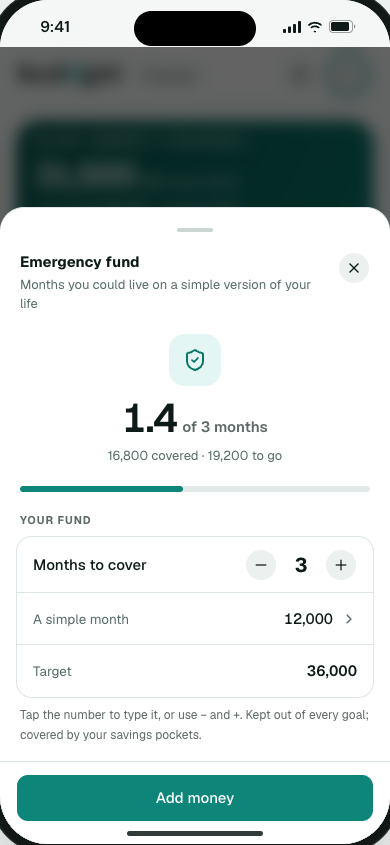 9:41
Emergency fund
Months you could live on a simple version of your
life
1.4 of 3 months
16,800 covered · 19,200 to go
YOUR FUND
Months to cover
3
A simple month
12,000
Target
36,000
Tap the number to type it, or use – and +. Kept out of every goal;
covered by your savings pockets.
Add money